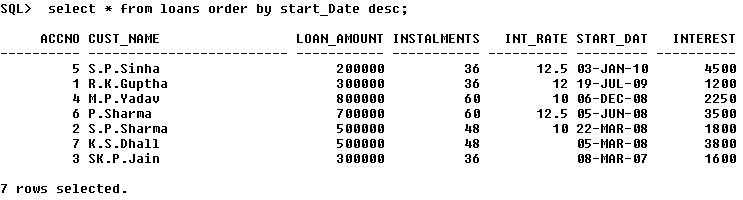 SQL>  select * from loans order by start_Date desc;
ACCNO CUST_NAME LOAN_AMOUNT INSTALMENTS INT_RATE START_DAT INTEREST
---------- ------------------------- ----------- ----------- ---------- --------- ----------
5 S.P.Sinha 200000 36 12.5 03-JAN-10 4500
1 R.K.Guptha 300000 36 12 19-JUL-09 1200
4 M.P.Yadav 800000 60 10 06-DEC-08 2250
6 P.Sharma 700000 60 12.5 05-JUN-08 3500
2 S.P.Sharma 500000 48 10 22-MAR-08 1800
7 K.S.Dhall 500000 48 05-MAR-08 3800
3 SK.P.Jain 300000 36 08-MAR-07 1600
7 rows selected.